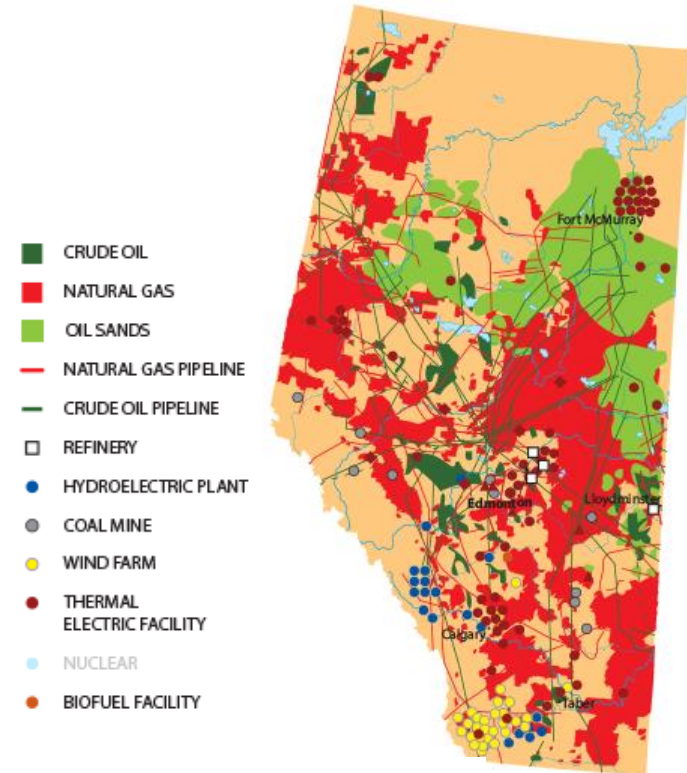 CRUDE OIL
NATURAL GAS
OIL SANDS
NATURAL GAS PIPELINE
CRUDE OIL PIPELINE
REFINERY
HYDROELECTRIC PLANT
COAL MINE
WIND FARM
THERMAL
ELECTRIC FACILITY
NUCLEAR
BIOFUEL FACILITY
Fort McMurray
Edmonton
Lloydminster
Calgary
Taber